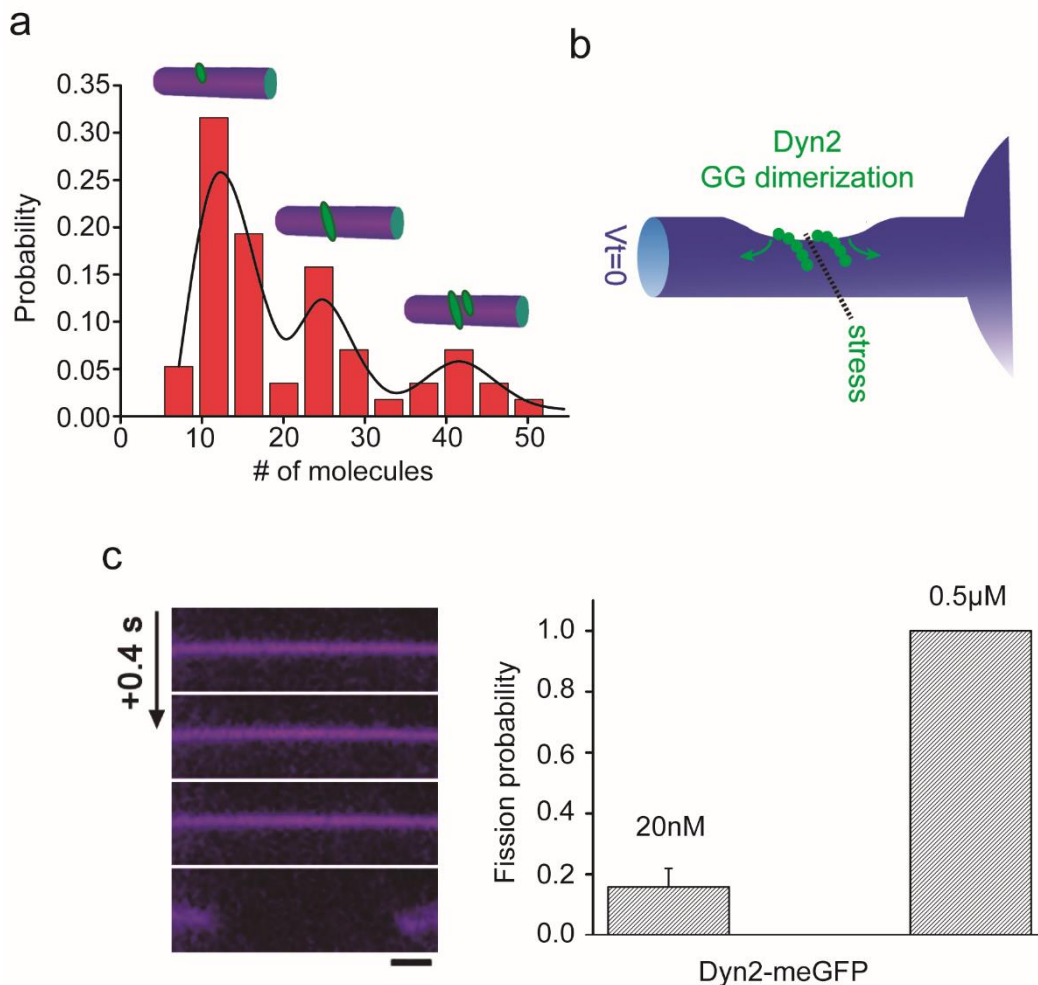 a
Probability
0.35
0.30
0.25
0.20
0.15
0.10
0.05
0.00
0
10
20
30
40
50
# of molecules
b
Dyn2
GG dimerization
Vt=0
stress
c
+0.4 s
Fission probability
1.0
0.8
0.6
0.4
0.2
0.0
20nM
0.5µM
Dyn2-meGFP